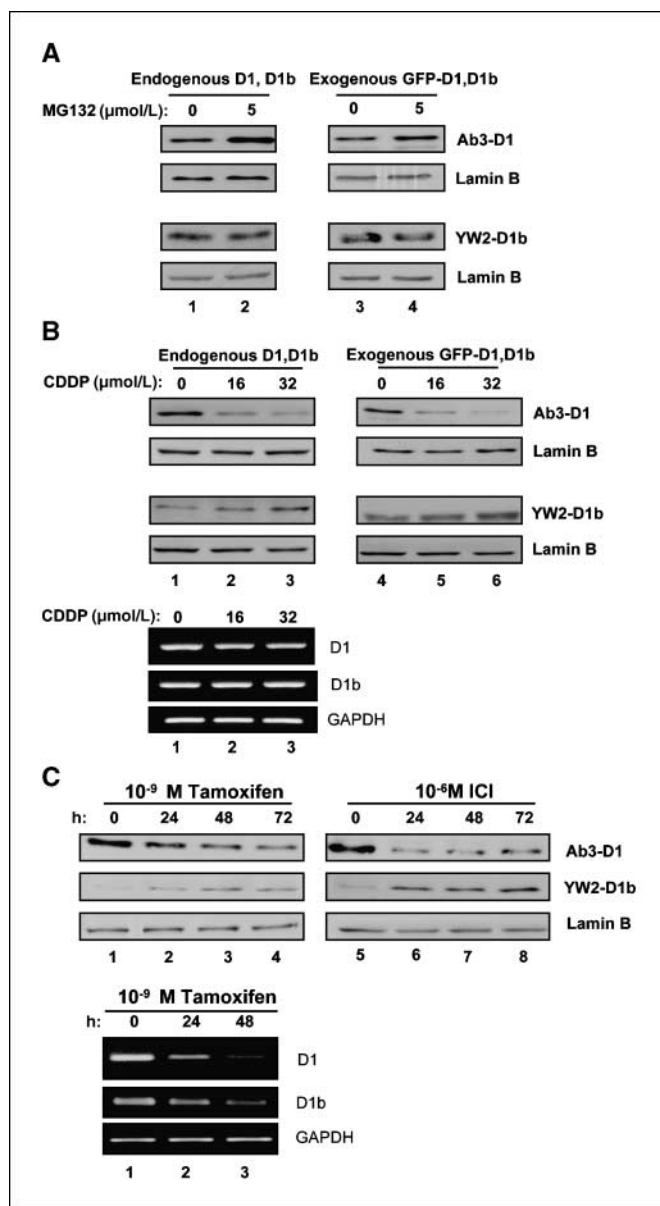 A
Endogenous D1, D1b Exogenous GFP-D1,D1b
MG132 (µmol/L): 0 5 0 5
Ab3-D1
Lamin B
YW2-D1b
Lamin B
1 2 3 4
B
Endogenous D1,D1b Exogenous GFP-D1,D1b
CDDP (µmol/L): 0 16 32 0 16 32
Ab3-D1
Lamin B
YW2-D1b
Lamin B
1 2 3 4 5 6
CDDP (µmol/L): 0 16 32
D1
D1b
GAPDH
1 2 3
C
10⁻⁹ M Tamoxifen 10⁻⁶M ICI
h: 0 24 48 72 0 24 48 72
Ab3-D1
YW2-D1b
Lamin B
1 2 3 4 5 6 7 8
10⁻⁹ M Tamoxifen
h: 0 24 48
D1
D1b
GAPDH
1 2 3